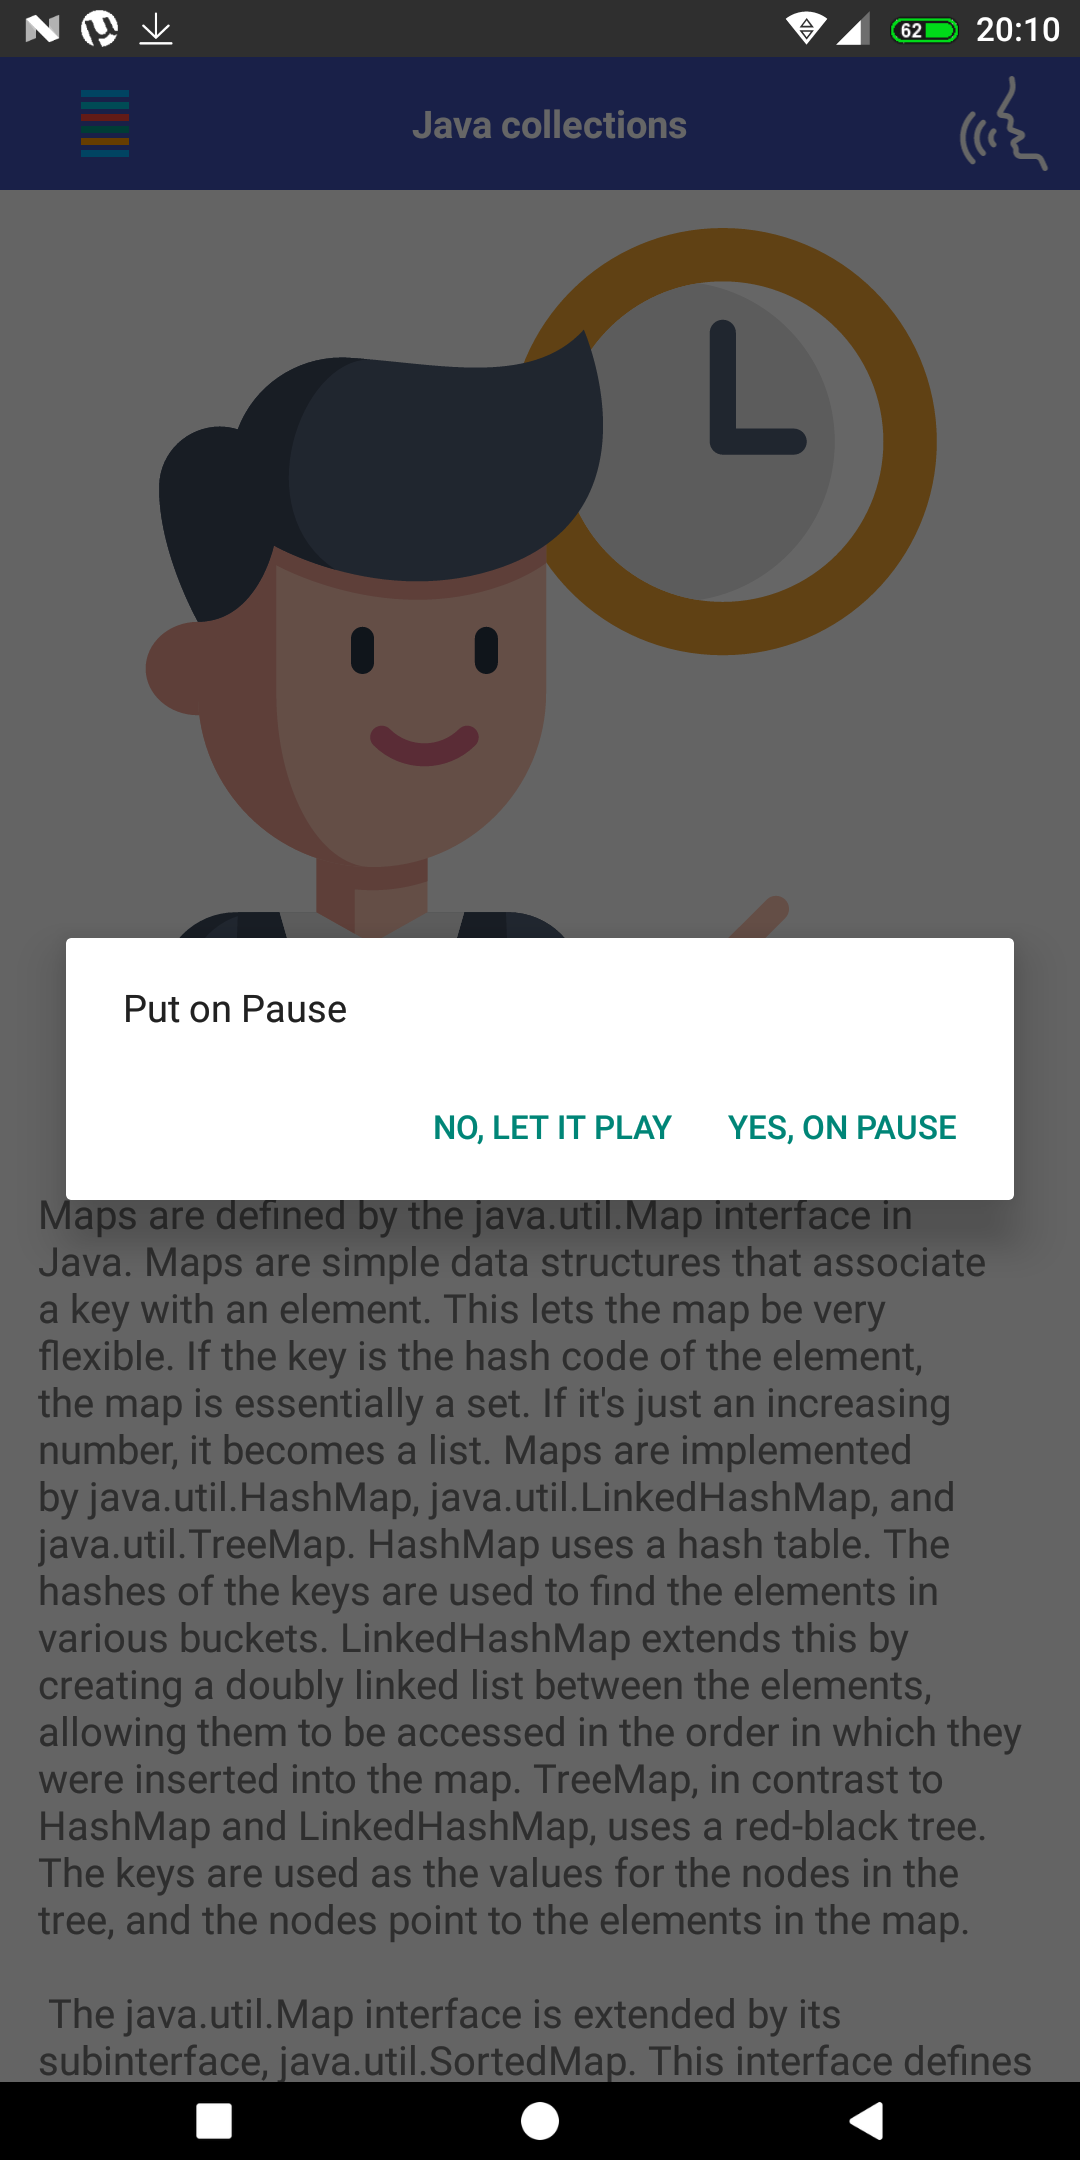 62
20:10
Java collections
Put on Pause
NO, LET IT PLAY YES, ON PAUSE
Maps are defined by the java.util.Map interface in
Java. Maps are simple data structures that associate
a key with an element. This lets the map be very
flexible. If the key is the hash code of the element,
the map is essentially a set. If it's just an increasing
number, it becomes a list. Maps are implemented
by java.util.HashMap, java.util.LinkedHashMap, and
java.util.TreeMap. HashMap uses a hash table. The
hashes of the keys are used to find the elements in
various buckets. LinkedHashMap extends this by
creating a doubly linked list between the elements,
allowing them to be accessed in the order in which they
were inserted into the map. TreeMap, in contrast to
HashMap and LinkedHashMap, uses a red-black tree.
The keys are used as the values for the nodes in the
tree, and the nodes point to the elements in the map.
The java.util.Map interface is extended by its
subinterface, java.util.SortedMap. This interface defines